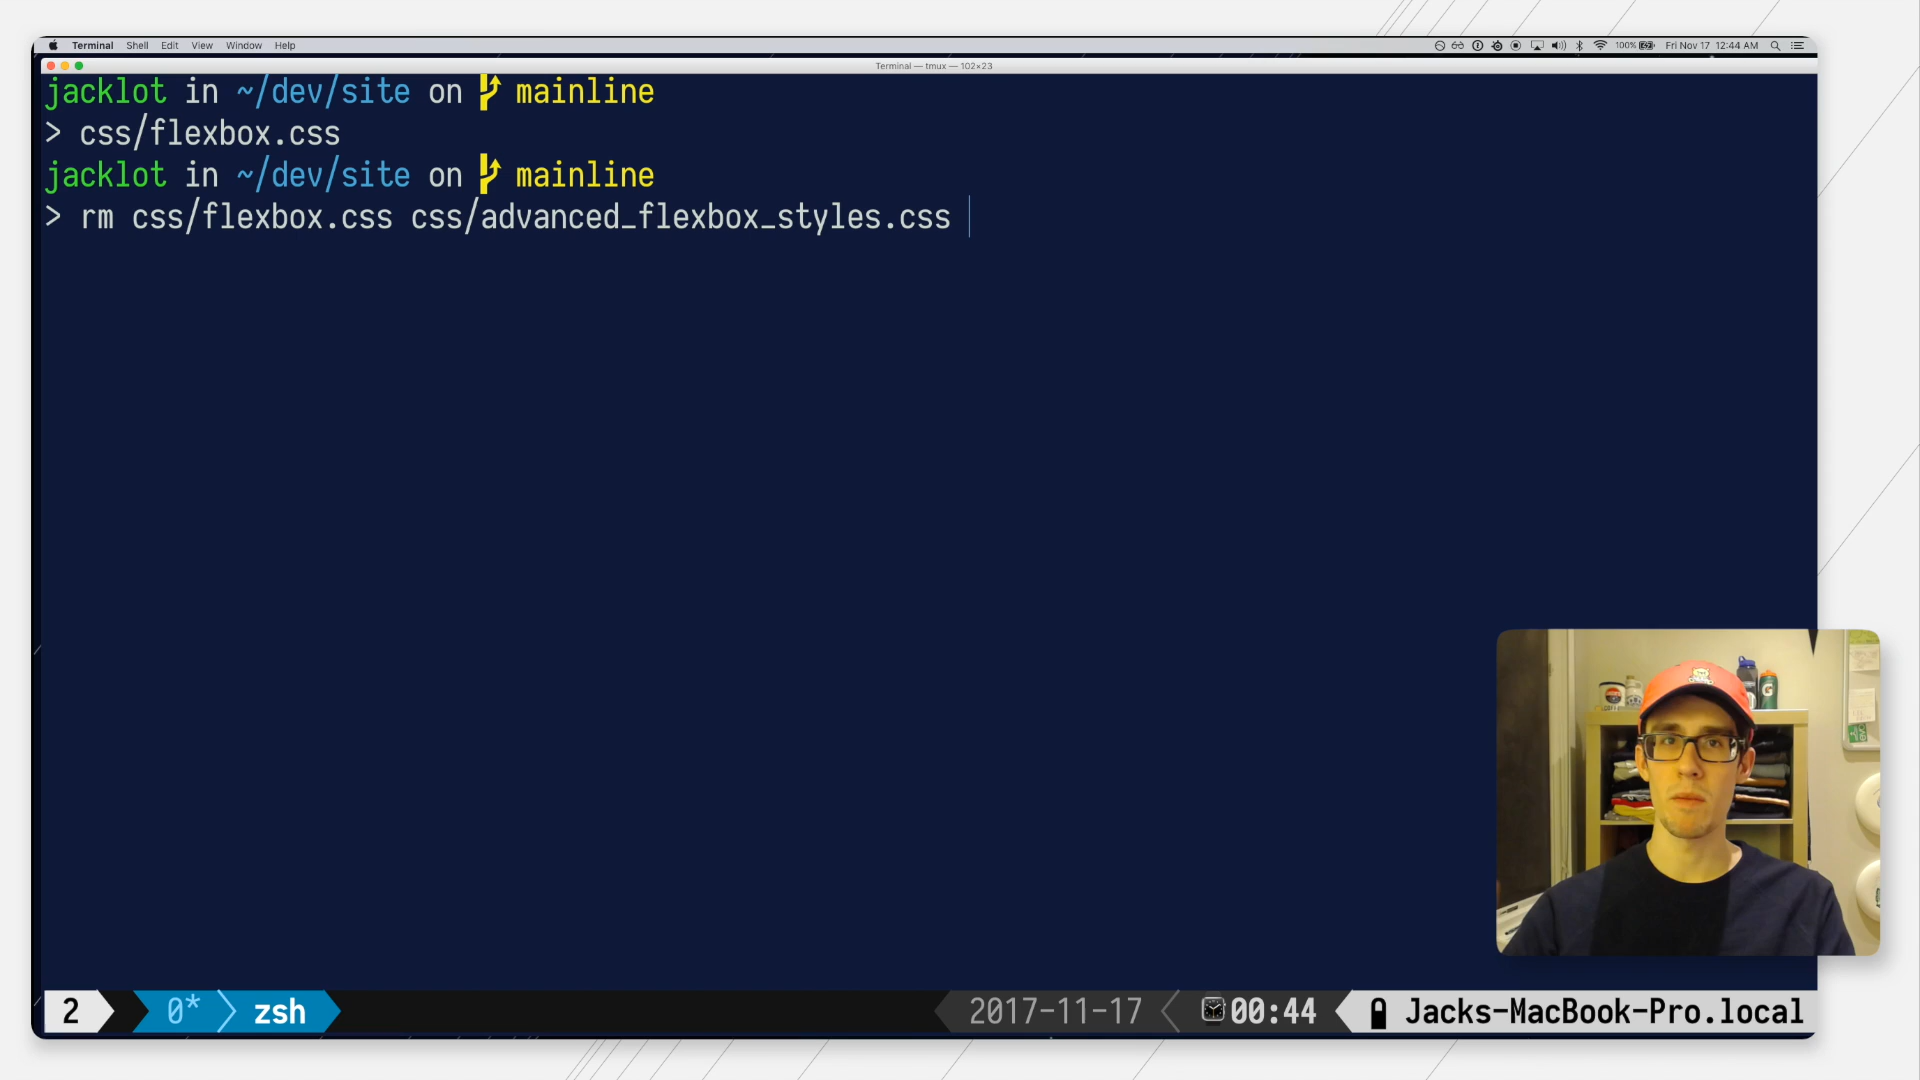 Terminal Shell Edit View Window Help
100% Fri Nov 17 12:44 AM
Terminal — tmux — 102×23
jacklot in ~/dev/site on mainline
> css/flexbox.css
jacklot in ~/dev/site on mainline
> rm css/flexbox.css css/advanced_flexbox_styles.css
2 0* zsh 2017-11-17 00:44 Jacks-MacBook-Pro.local